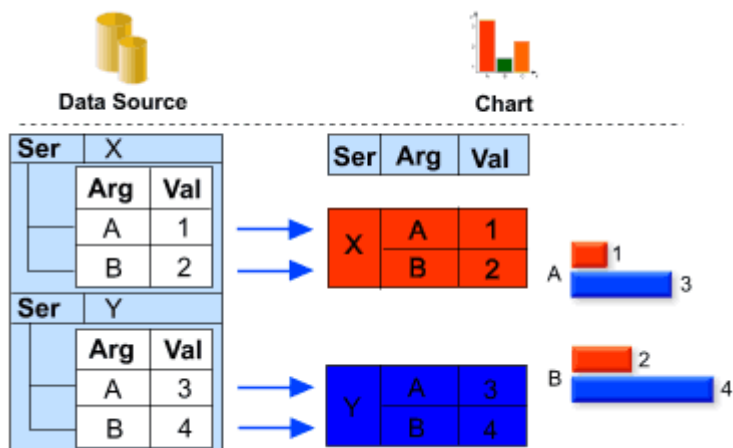 Data Source
Chart
Ser X
Arg Val
A 1
B 2
Ser Y
Arg Val
A 3
B 4
Ser Arg Val
X
A 1
B 2
Y
A 3
B 4
A
1
3
B
2
4